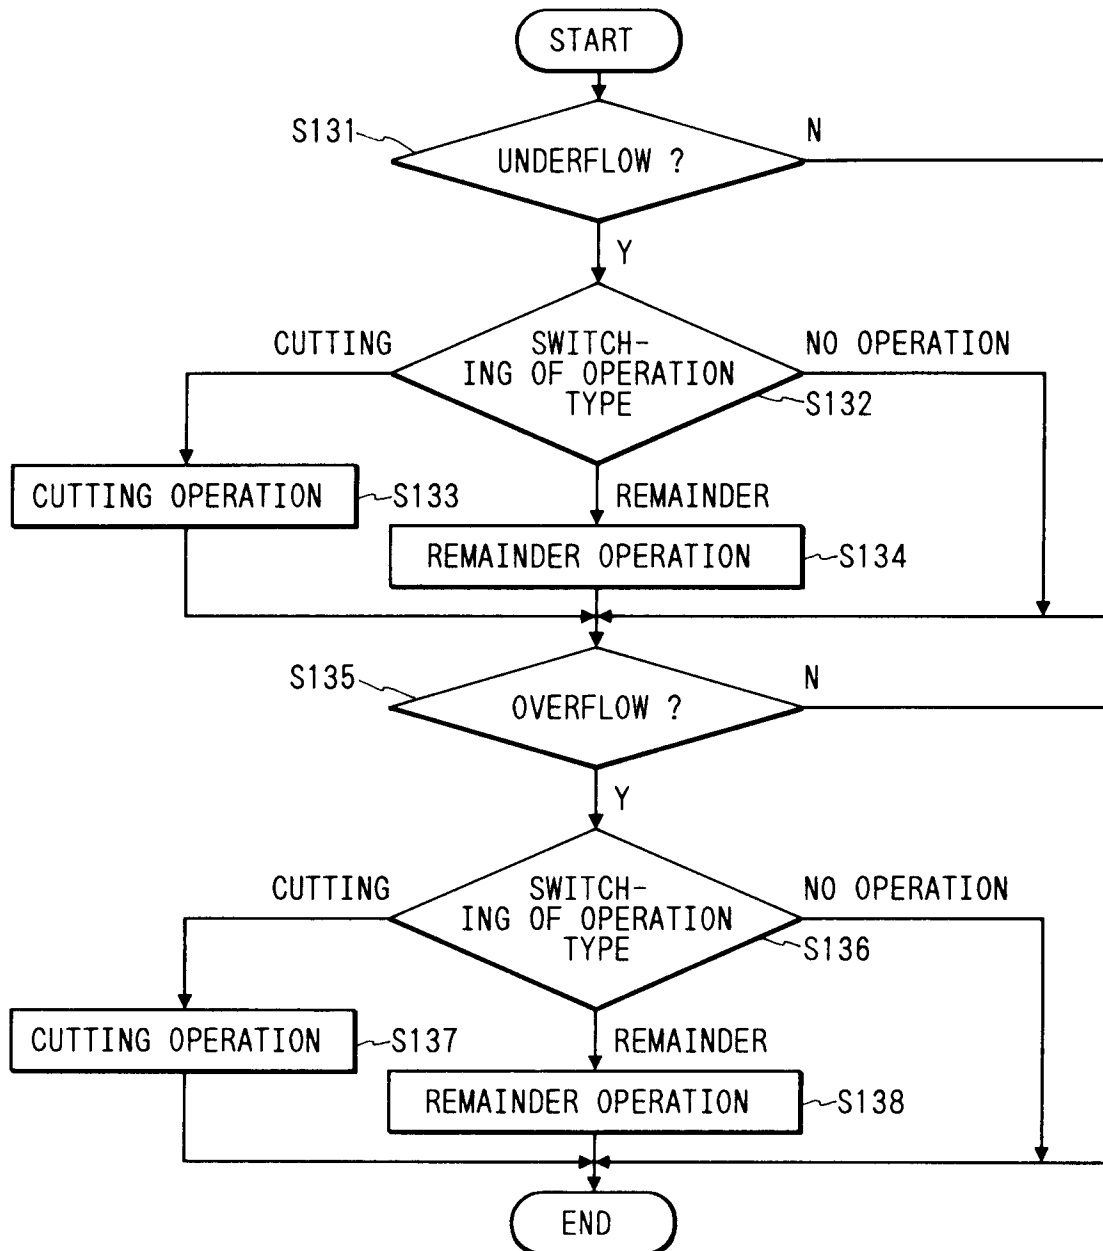 START
S131
N
UNDERFLOW ?
Y
CUTTING
SWITCH-
ING OF OPERATION
TYPE
NO OPERATION
S132
CUTTING OPERATION
S133
REMAINDER
REMAINDER OPERATION
S134
S135
N
OVERFLOW ?
Y
CUTTING
SWITCH-
ING OF OPERATION
TYPE
NO OPERATION
S136
CUTTING OPERATION
S137
REMAINDER
REMAINDER OPERATION
S138
END